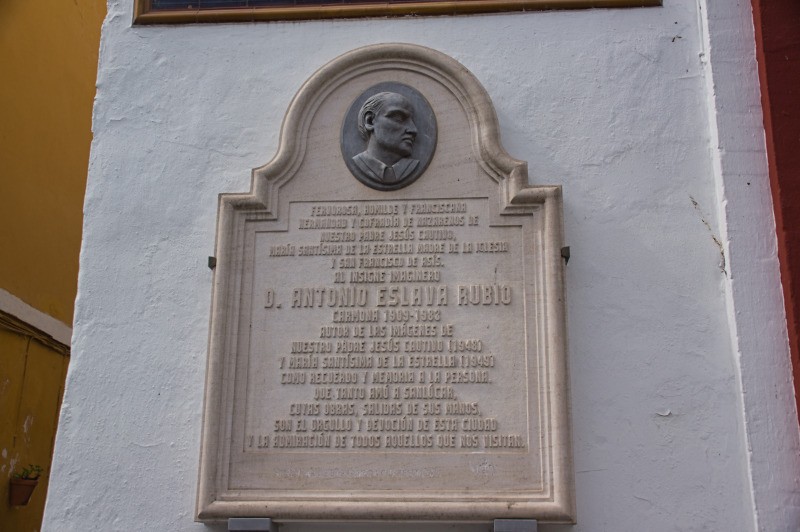 FERVOROSA, HUMILDE Y FRANCISCANA
HERMANDAD Y COFRADÍA DE NAZARENOS DE
NUESTRO PADRE JESÚS CAUTIVO,
MARÍA SANTÍSIMA DE LA ESTRELLA MADRE DE LA IGLESIA
Y SAN FRANCISCO DE ASÍS.
AL INSIGNE IMAGINERO
D. ANTONIO ESLAVA RUBIO
CARMONA 1909-1983
AUTOR DE LAS IMÁGENES DE
NUESTRO PADRE JESÚS CAUTIVO (1948)
Y MARÍA SANTÍSIMA DE LA ESTRELLA (1949)
COMO RECUERDO Y MEMORIA A LA PERSONA,
QUE TANTO AMÓ A SANLÚCAR,
CUYAS OBRAS, SALIDAS DE SUS MANOS,
SON EL ORGULLO Y DEVOCIÓN DE ESTA CIUDAD
Y LA ADMIRACIÓN DE TODOS AQUELLOS QUE NOS VISITAN.